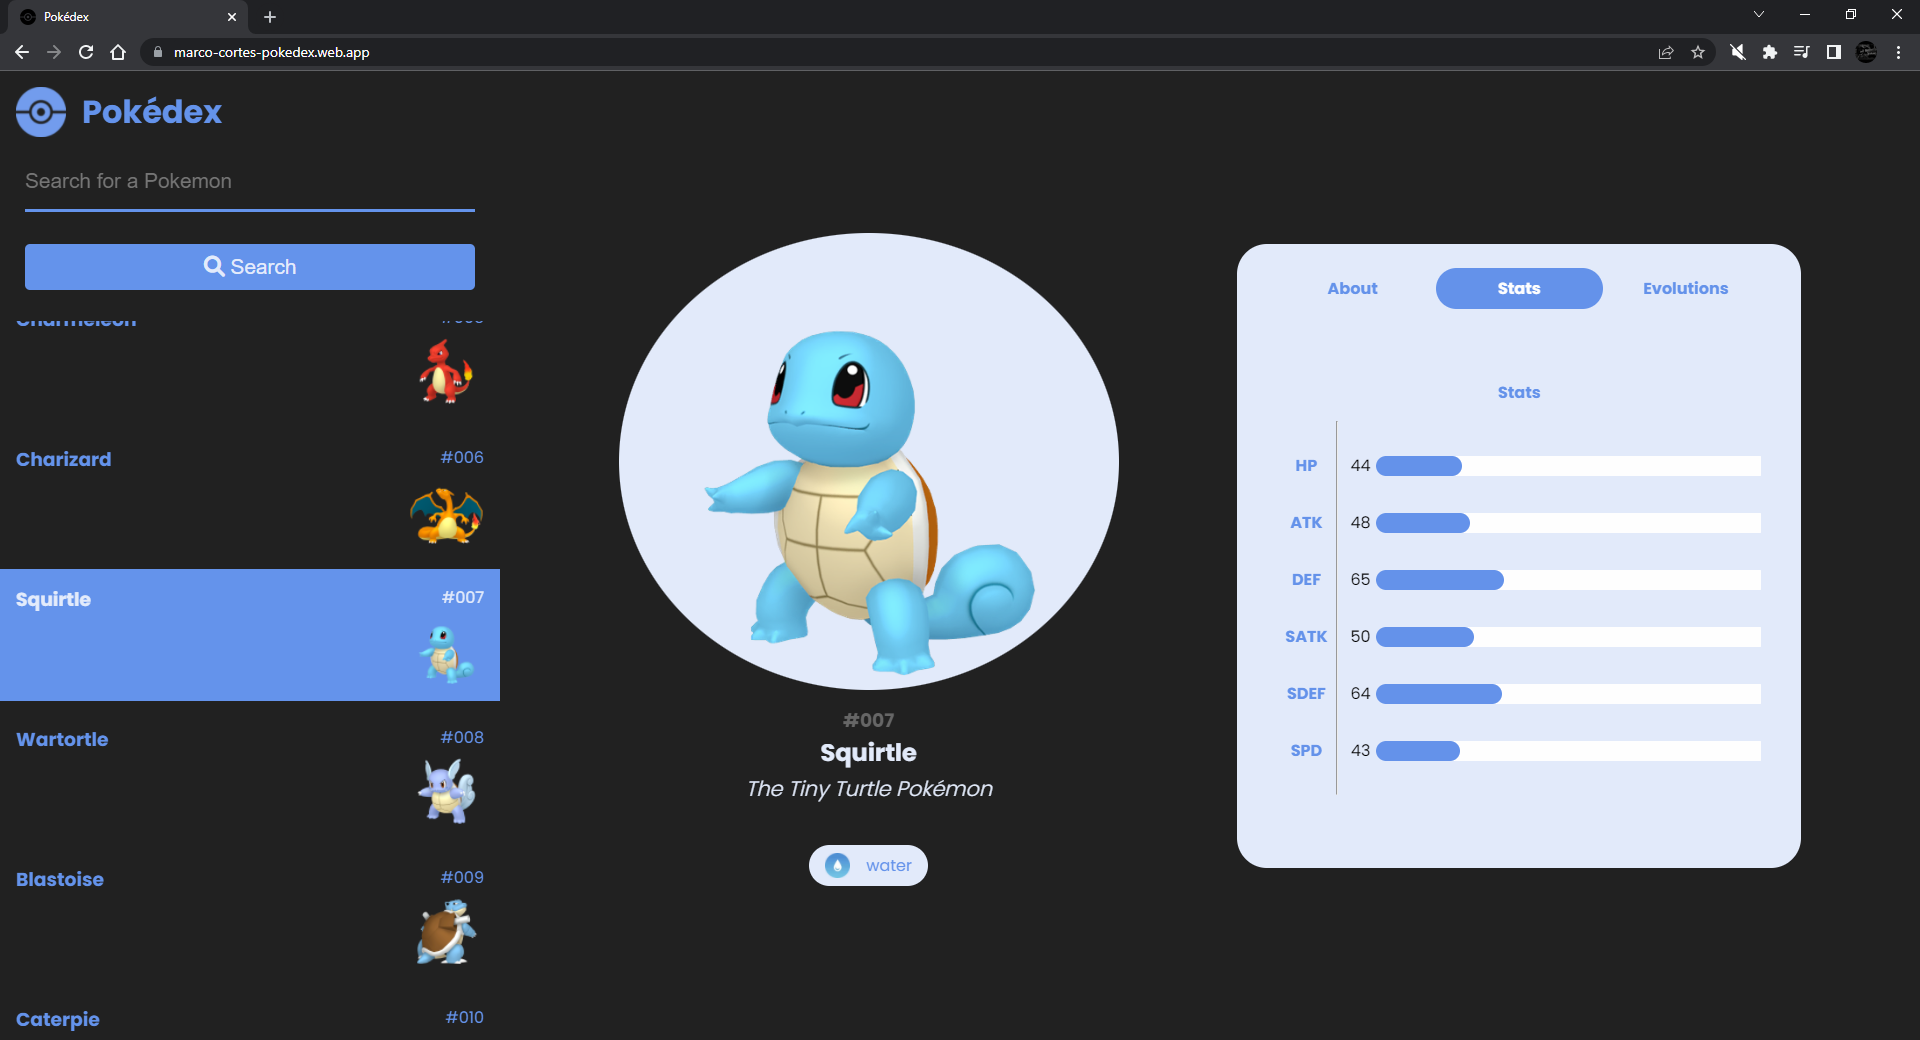 Pokédex
marco-cortes-pokedex.web.app
Pokédex
Search for a Pokemon
Search
Charmeleon
Charizard #006
Squirtle #007
Wartortle #008
Blastoise #009
Caterpie #010
#007
Squirtle
The Tiny Turtle Pokémon
water
About Stats Evolutions
Stats
HP 44
ATK 48
DEF 65
SATK 50
SDEF 64
SPD 43